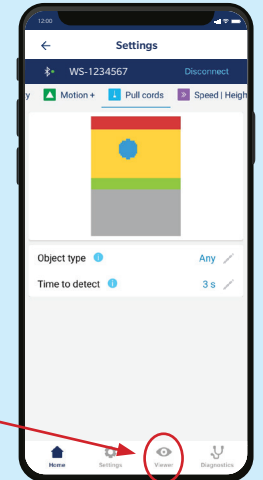 12:00
Settings
WS-1234567 Disconnect
y Motion + Pull cords Speed | Heigh
Object type Any
Time to detect 3 s
Home Settings Viewer Diagnostics